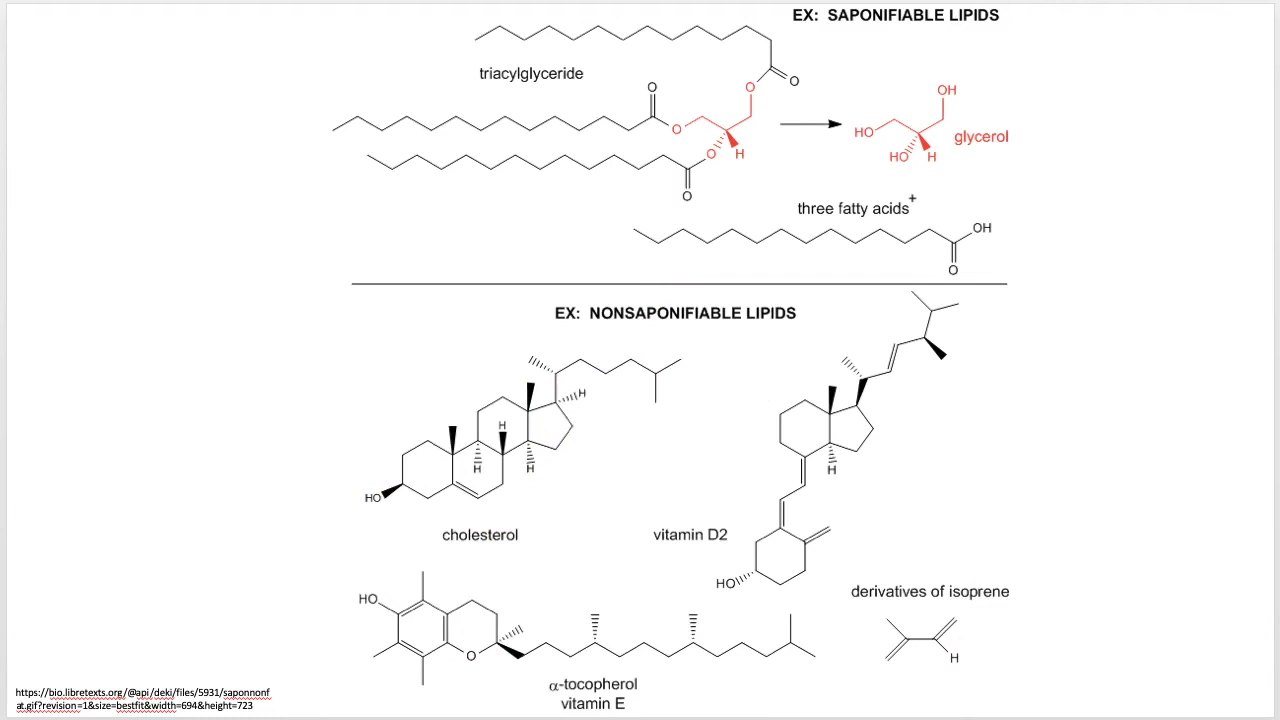 EX:  SAPONIFIABLE LIPIDS
triacylglyceride
O
O
O
O
O
H
O
OH
HO
HO
H
glycerol
three fatty acids+
OH
O
EX:  NONSAPONIFIABLE LIPIDS
H
H
H
H
HO
cholesterol
H
vitamin D2
HO
derivatives of isoprene
H
HO
O
α-tocopherol
vitamin E
https://bio.libretexts.org/@api/deki/files/5931/saponnonf
at.gif?revision=1&size=bestfit&width=694&height=723